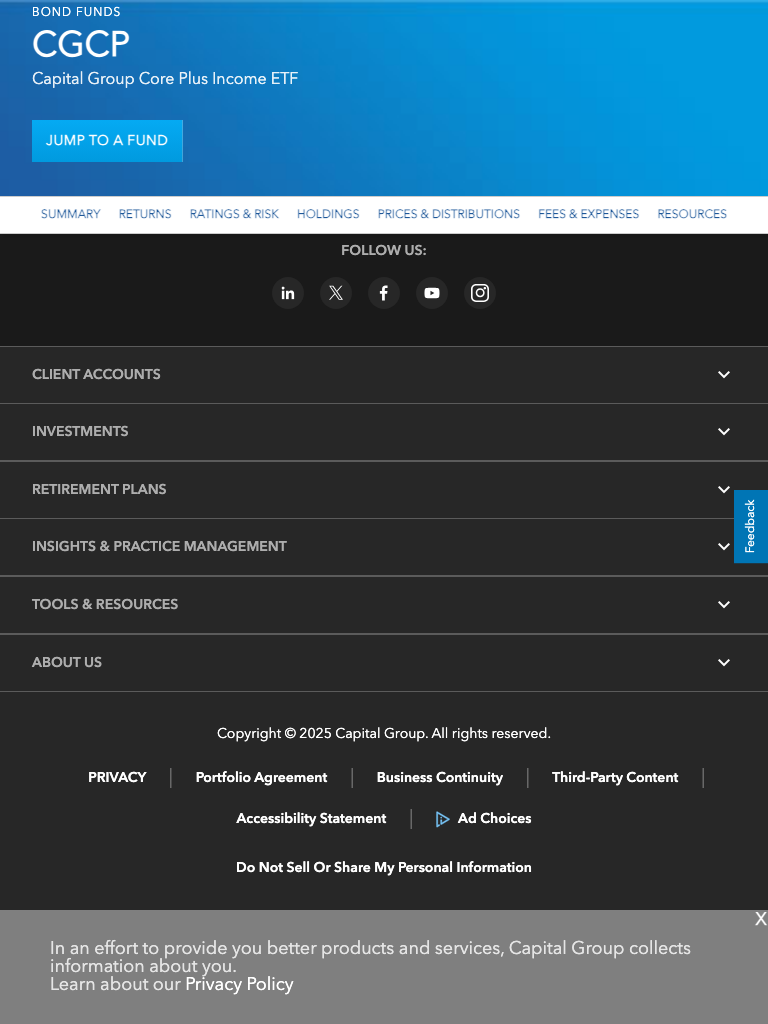 BOND FUNDS
CGCP
Capital Group Core Plus Income ETF
JUMP TO A FUND
SUMMARY RETURNS RATINGS & RISK HOLDINGS PRICES & DISTRIBUTIONS FEES & EXPENSES RESOURCES
FOLLOW US:
CLIENT ACCOUNTS
INVESTMENTS
RETIREMENT PLANS
Feedback
INSIGHTS & PRACTICE MANAGEMENT
TOOLS & RESOURCES
ABOUT US
Copyright © 2025 Capital Group. All rights reserved.
PRIVACY | Portfolio Agreement | Business Continuity | Third-Party Content |
Accessibility Statement | Ad Choices
Do Not Sell Or Share My Personal Information
X
In an effort to provide you better products and services, Capital Group collects
information about you.
Learn about our Privacy Policy